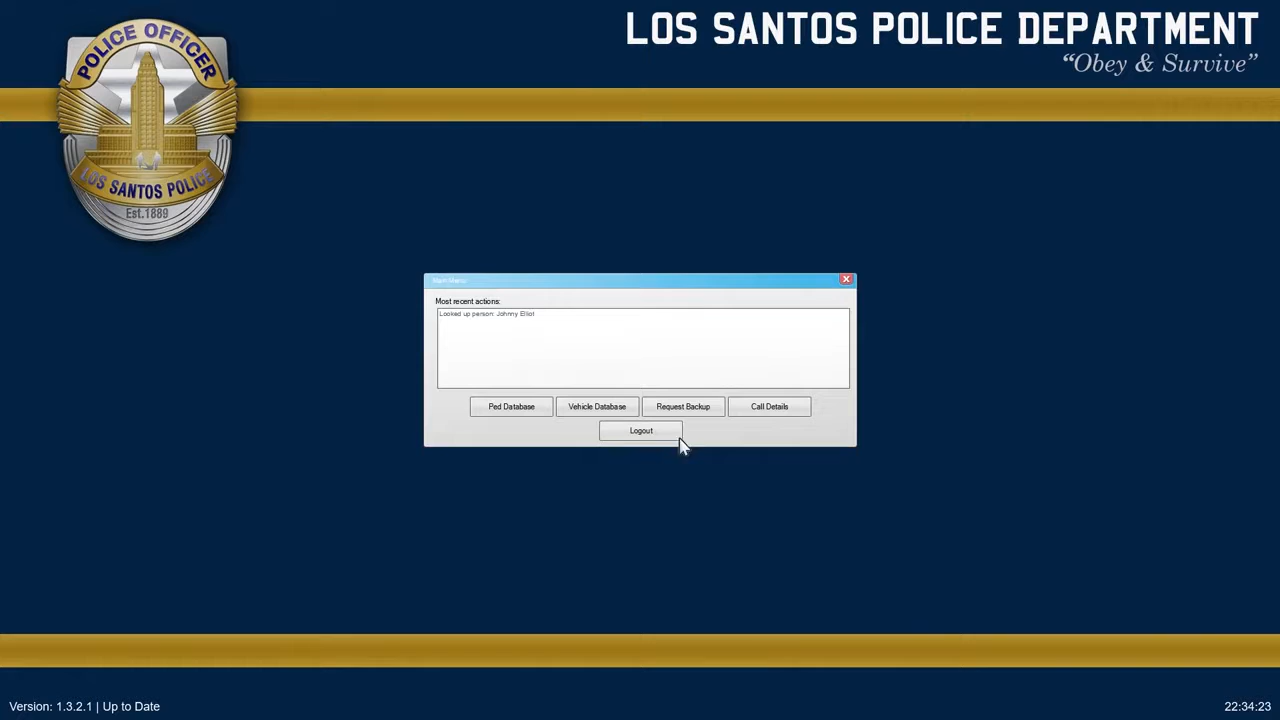 LOS SANTOS POLICE DEPARTMENT
“Obey & Survive”
POLICE OFFICER
LOS SANTOS POLICE
Est.1889
Main Menu
Most recent actions:
Looked up person: Johnny Elliot
Ped Database
Vehicle Database
Request Backup
Call Details
Logout
Version: 1.3.2.1 | Up to Date
22:34:23